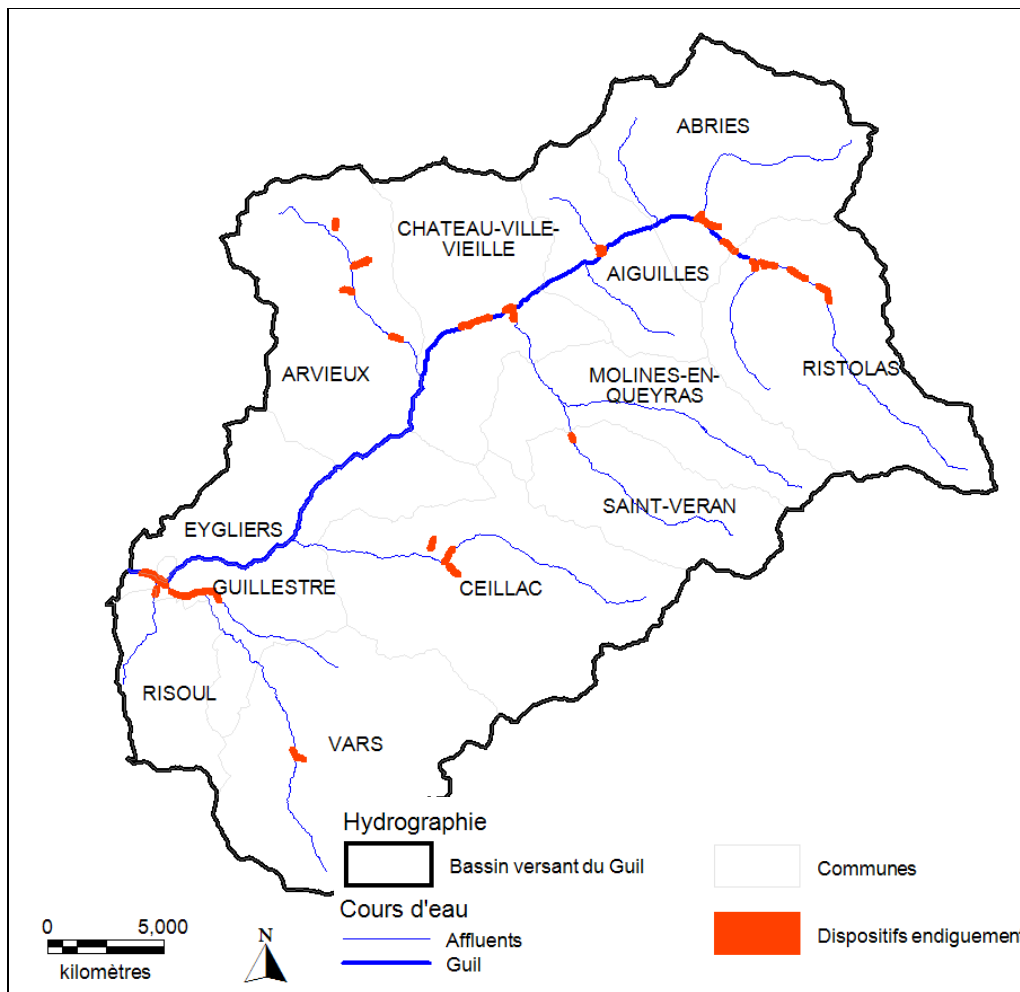 ABRIES
CHATEAU-VILLE-
VIEILLE
AIGUILLES
ARVIEUX
MOLINES-EN-
QUEYRAS
RISTOLAS
SAINT-VERAN
EYGLIERS
GUILLESTRE
CEILLAC
RISOUL
VARS
Hydrographie
Bassin versant du Guil
Communes
Cours d'eau
Affluents
Guil
Dispositifs endiguement
0 5,000
kilomètres
N